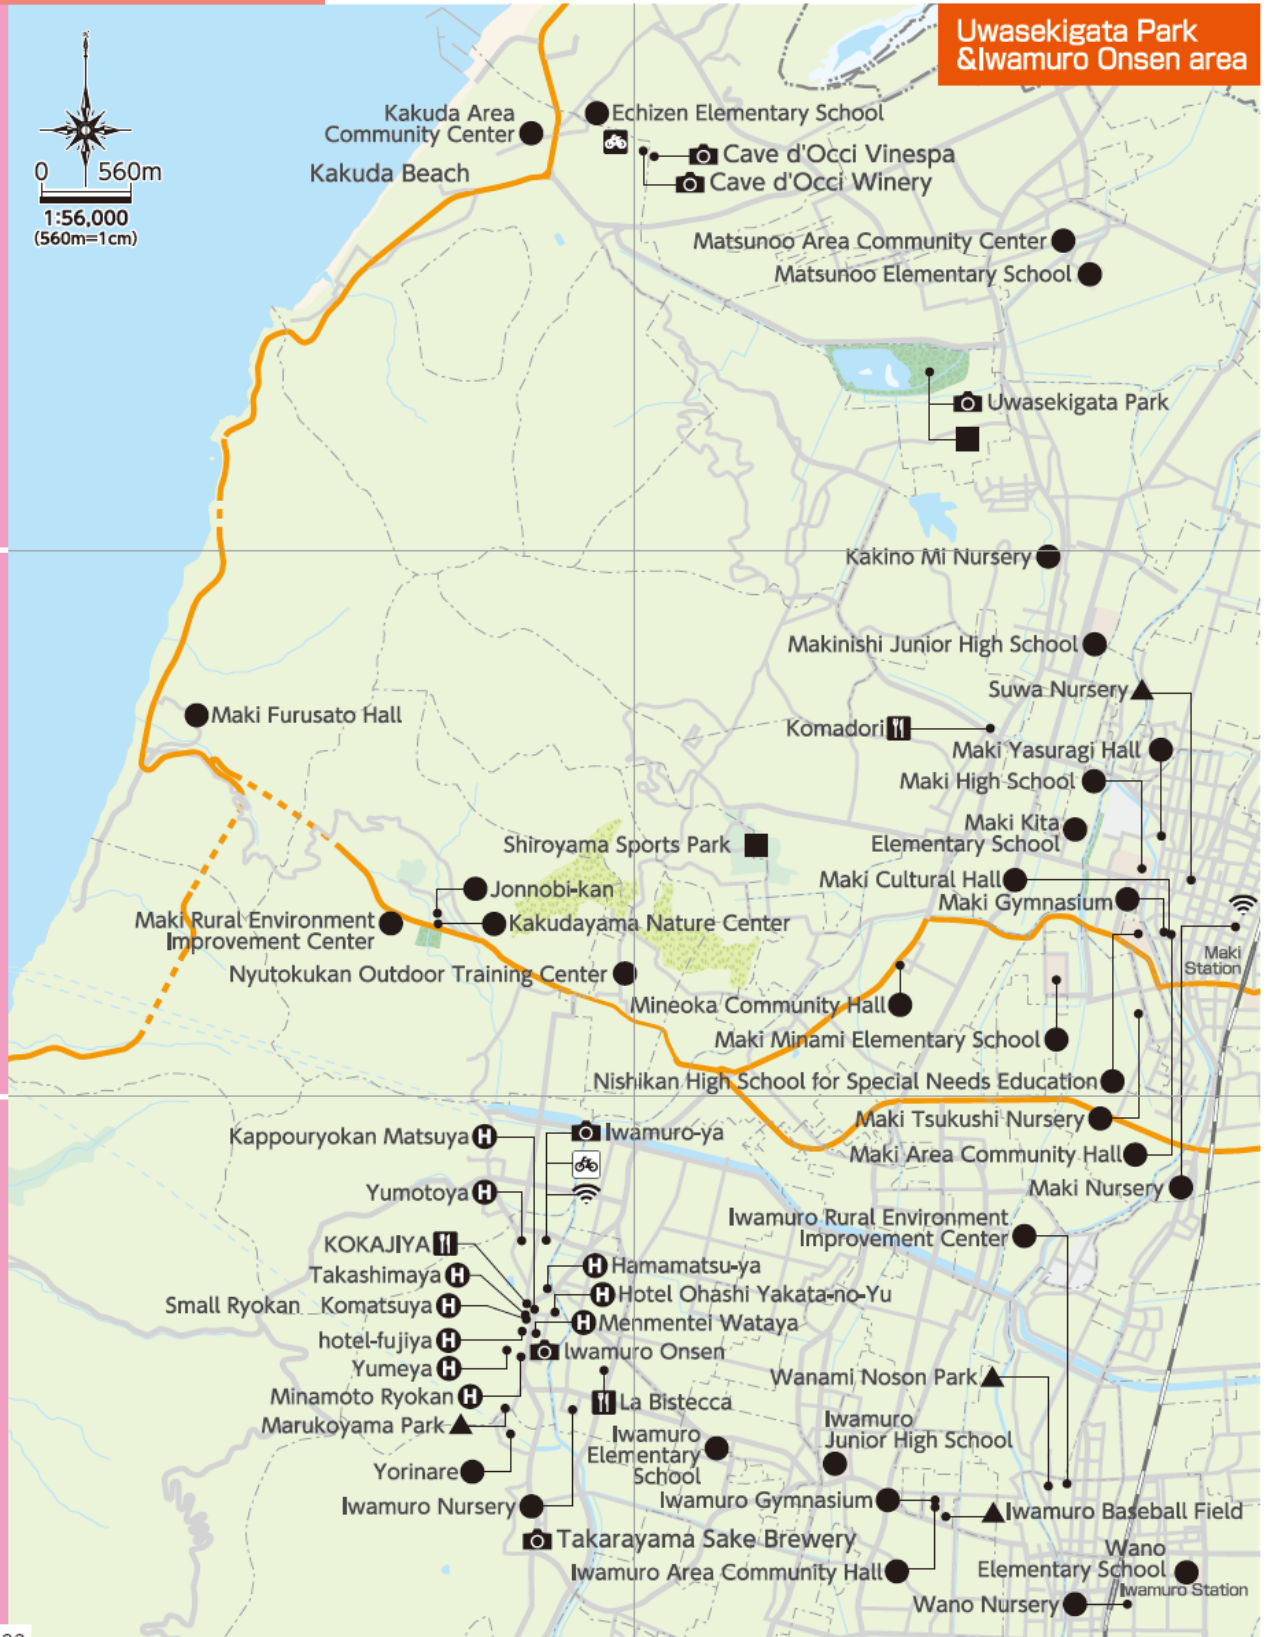 Uwasekigata Park
&Iwamuro Onsen area
0 560m
1:56,000
(560m=1cm)
Kakuda Area
Community Center
Echizen Elementary School
Cave d'Occi Vinespa
Kakuda Beach
Cave d'Occi Winery
Matsunoo Area Community Center
Matsunoo Elementary School
Uwasekigata Park
Kakino Mi Nursery
Makinishi Junior High School
Suwa Nursery
Maki Furusato Hall
Komadori
Maki Yasuragi Hall
Maki High School
Maki Kita
Elementary School
Shiroyama Sports Park
Maki Cultural Hall
Jonnobi-kan
Maki Gymnasium
Maki Rural Environment
Improvement Center
Kakudayama Nature Center
Maki
Station
Nyutokukan Outdoor Training Center
Mineoka Community Hall
Maki Minami Elementary School
Nishikan High School for Special Needs Education
Maki Tsukushi Nursery
Kappouryokan Matsuya H
Iwamuro-ya
Maki Area Community Hall
Yumotoya H
Maki Nursery
Iwamuro Rural Environment
Improvement Center
KOKAJIYA
H Hamamatsu-ya
Takashimaya H
H Hotel Ohashi Yakata-no-Yu
Small Ryokan Komatsuya H
H Menmentei Wataya
hotel-fujiya H
Iwamuro Onsen
Yumeya H
Wanami Noson Park
Minamoto Ryokan H
La Bistecca
Marukoyama Park
Iwamuro
Junior High School
Iwamuro
Elementary
School
Yorinare
Iwamuro Nursery
Iwamuro Gymnasium
Iwamuro Baseball Field
Takarayama Sake Brewery
Wano
Elementary School
Iwamuro Area Community Hall
Iwamuro Station
Wano Nursery